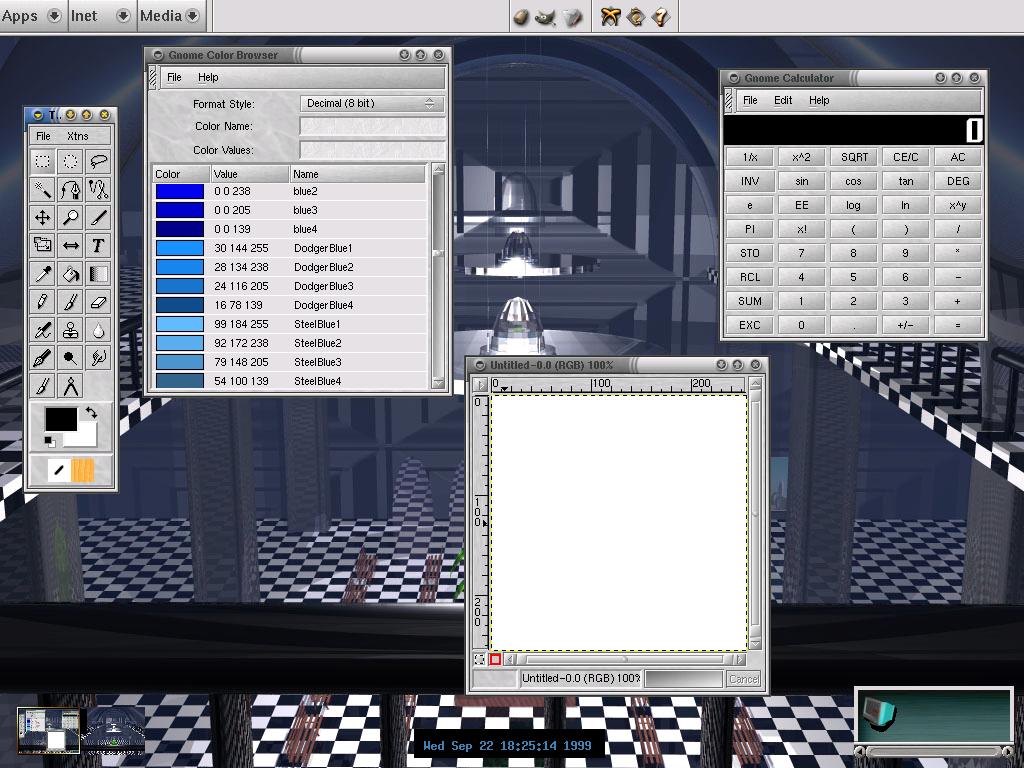 Apps Inet Media
Gnome Color Browser
File Help
Format Style: Decimal (8 bit)
Color Name:
Color Values:
Color Value Name
0 0 238 blue2
0 0 205 blue3
0 0 139 blue4
30 144 255 DodgerBlue1
28 134 238 DodgerBlue2
24 116 205 DodgerBlue3
16 78 139 DodgerBlue4
99 184 255 SteelBlue1
92 172 238 SteelBlue2
79 148 205 SteelBlue3
54 100 139 SteelBlue4
Gnome Calculator
File Edit Help
0
1/x x^2 SQRT CE/C AC
INV sin cos tan DEG
e EE log ln x^y
PI x! ( ) /
STO 7 8 9 *
RCL 4 5 6 -
SUM 1 2 3 +
EXC 0 . +/- =
T..
File Xtns
T
Untitled-0.0 (RGB) 100%
0 100 200
0
100
200
Untitled-0.0 (RGB) 100%
Cancel
Wed Sep 22 18:25:14 1999